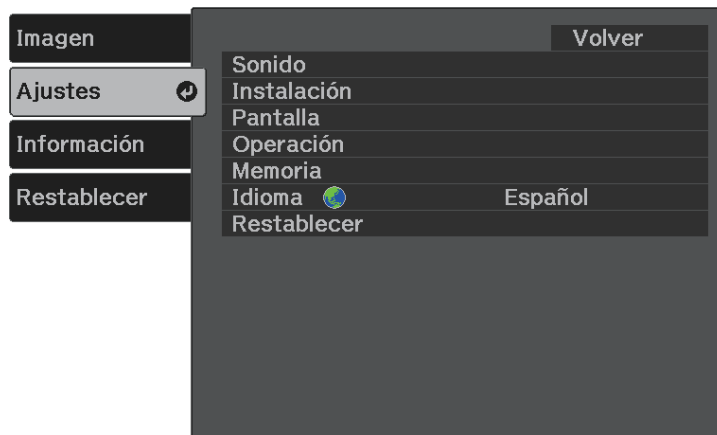 Imagen
Ajustes
Información
Restablecer
Volver
Sonido
Instalación
Pantalla
Operación
Memoria
Idioma Español
Restablecer